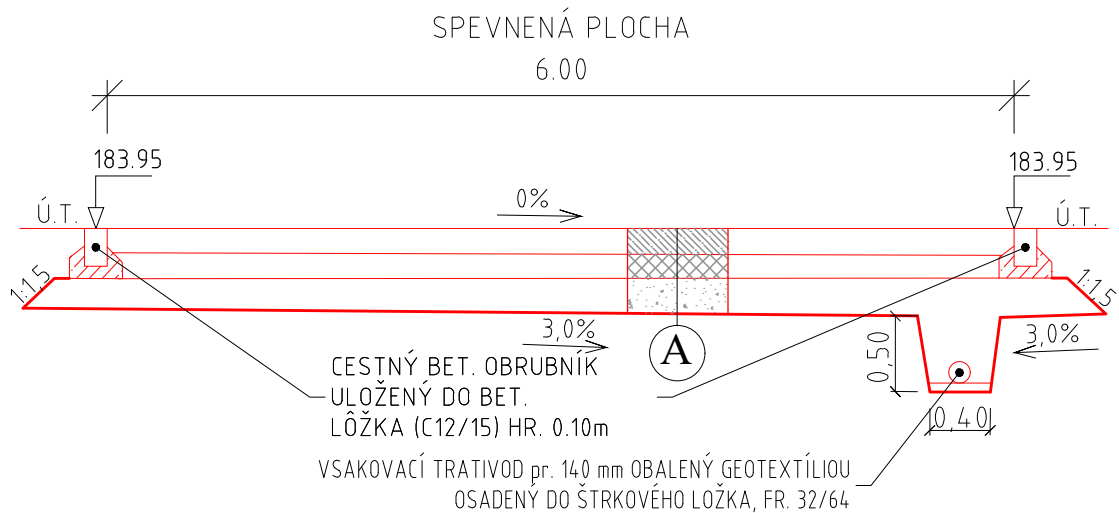 SPEVNENÁ PLOCHA
6.00
183.95
183.95
Ú.T.
0%
Ú.T.
1:1,5
1:1,5
3,0%
A
0,50
3,0%
CESTNÝ BET. OBRUBNÍK
ULOŽENÝ DO BET.
LÔŽKA (C12/15) HR. 0.10m
0,40
VSAKOVACÍ TRATIVOD pr. 140 mm OBALENÝ GEOTEXTÍLIOU
OSADENÝ DO ŠTRKOVÉHO LOŽKA, FR. 32/64